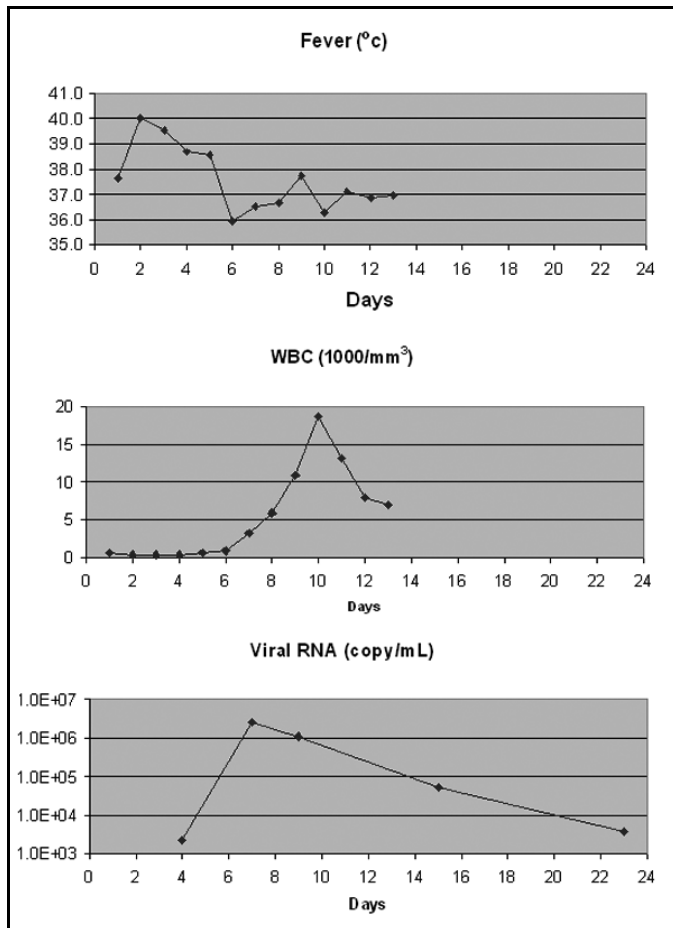 Fever (°c)
41.0
40.0
39.0
38.0
37.0
36.0
35.0
0 2 4 6 8 10 12 14 16 18 20 22 24
Days
WBC (1000/mm³)
20
15
10
5
0
0 2 4 6 8 10 12 14 16 18 20 22 24
Days
Viral RNA (copy/mL)
1.0E+07
1.0E+06
1.0E+05
1.0E+04
1.0E+03
0 2 4 6 8 10 12 14 16 18 20 22 24
Days